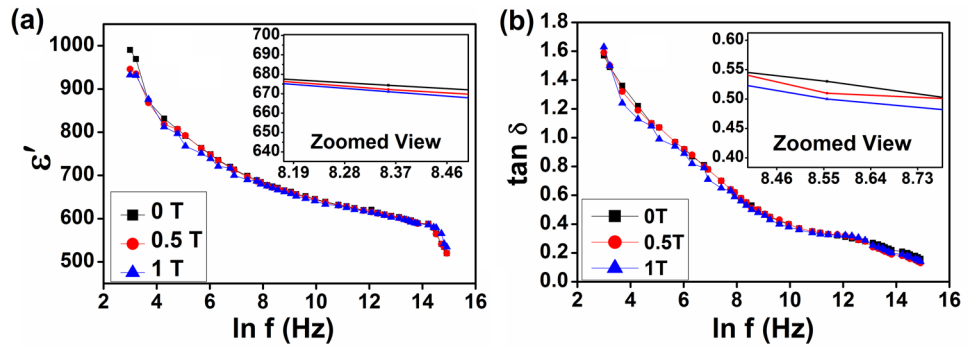 (a)
ε′
1000
900
800
700
600
500
2 4 6 8 10 12 14 16
ln f (Hz)
0 T
0.5 T
1 T
700
690
680
670
660
650
640
8.19 8.28 8.37 8.46
Zoomed View
(b)
tan δ
1.8
1.6
1.4
1.2
1.0
0.8
0.6
0.4
0.2
0.0
2 4 6 8 10 12 14 16
ln f (Hz)
0T
0.5T
1T
0.60
0.55
0.50
0.45
0.40
8.46 8.55 8.64 8.73
Zoomed View